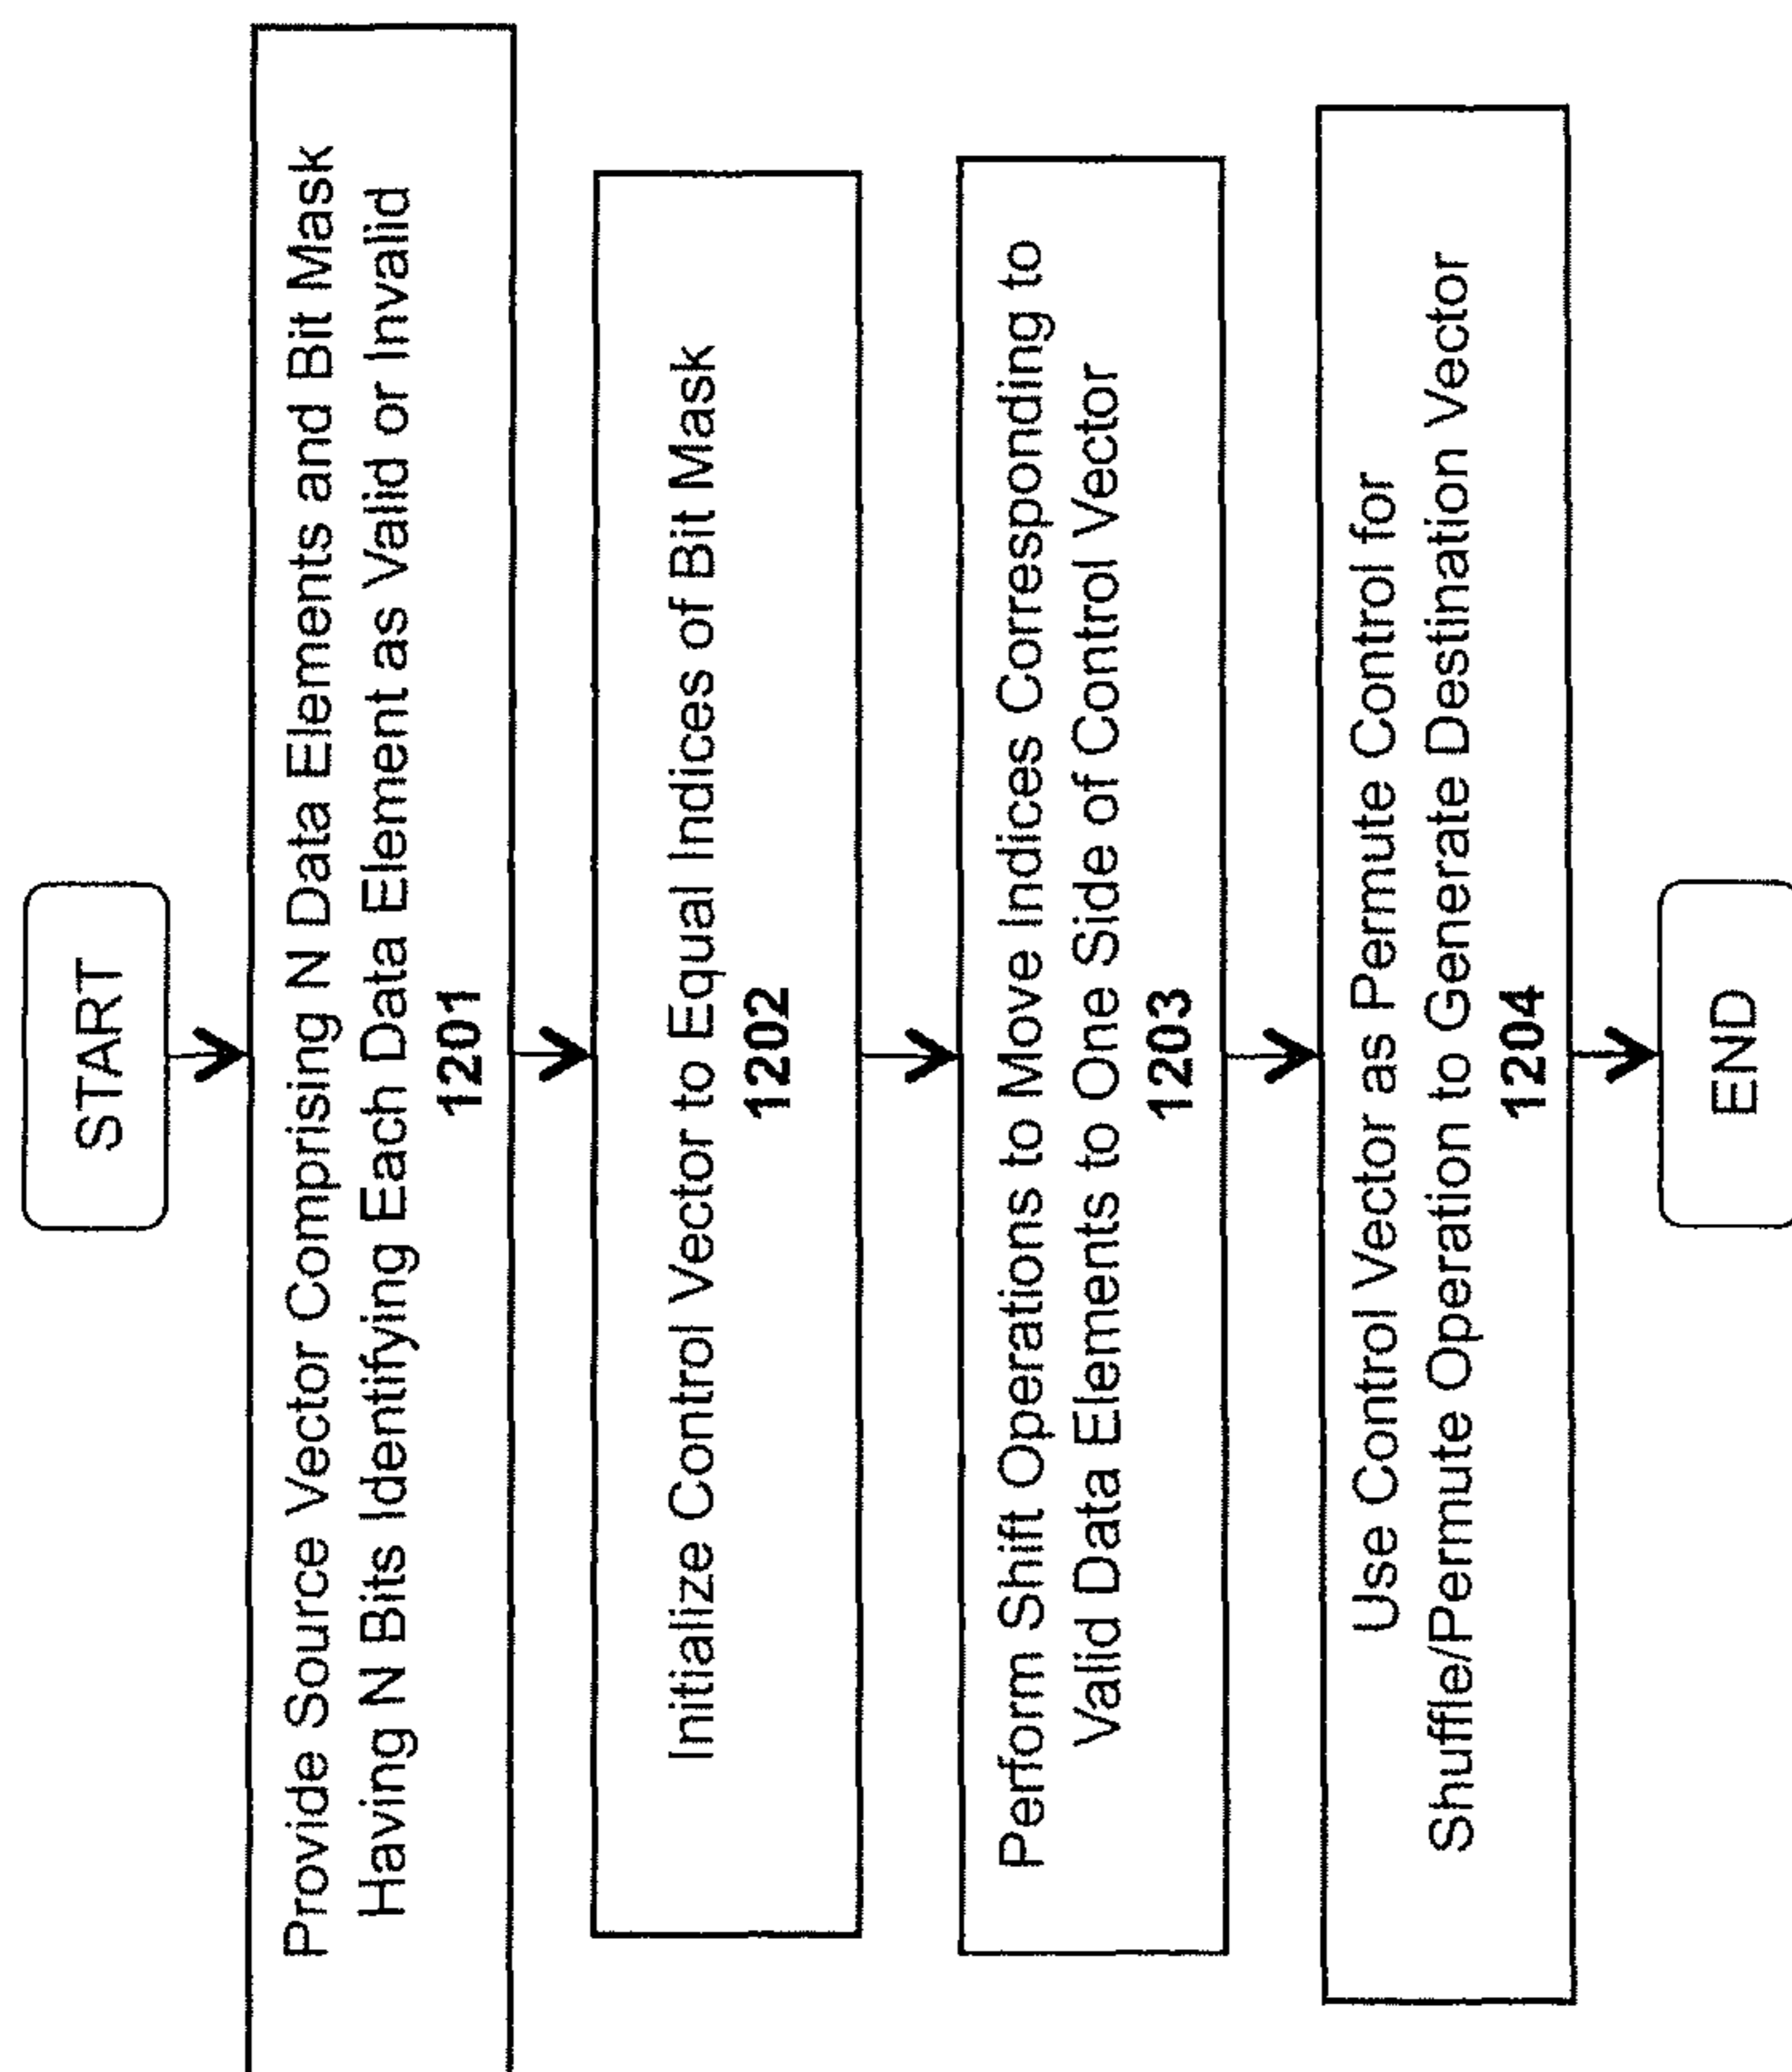 START
Provide Source Vector Comprising N Data Elements and Bit Mask
Having N Bits Identifying Each Data Element as Valid or Invalid
1201
Initialize Control Vector to Equal Indices of Bit Mask
1202
Perform Shift Operations to Move Indices Corresponding to
Valid Data Elements to One Side of Control Vector
1203
Use Control Vector as Permute Control for
Shuffle/Permute Operation to Generate Destination Vector
1204
END